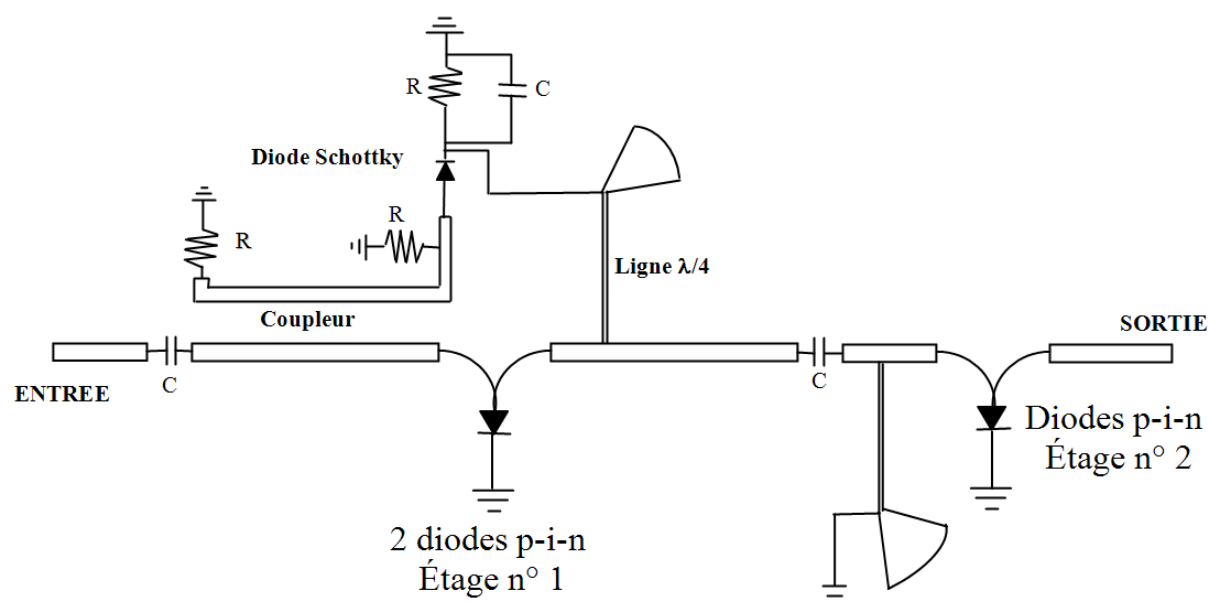 R
C
Diode Schottky
R
R
Ligne λ/4
Coupleur
SORTIE
C
C
ENTREE
Diodes p-i-n
Étage n° 2
2 diodes p-i-n
Étage n° 1